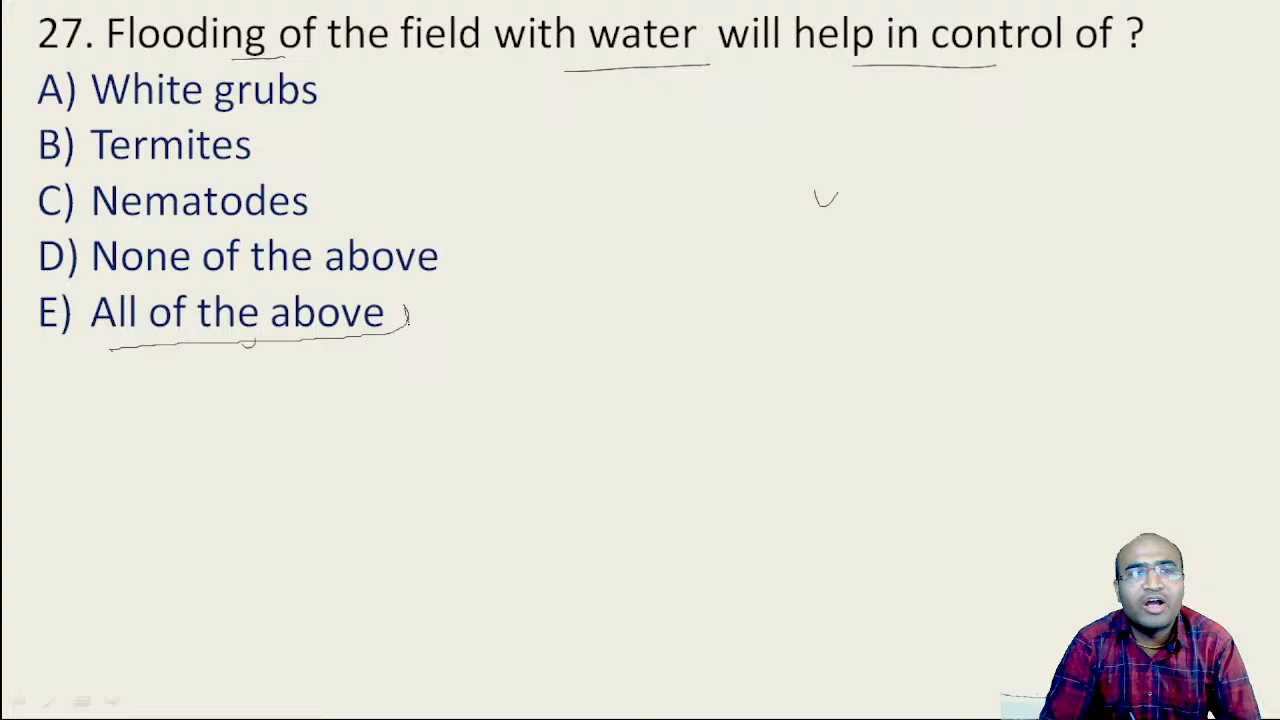 27. Flooding of the field with water will help in control of ?
A) White grubs
B) Termites
C) Nematodes
D) None of the above
E) All of the above